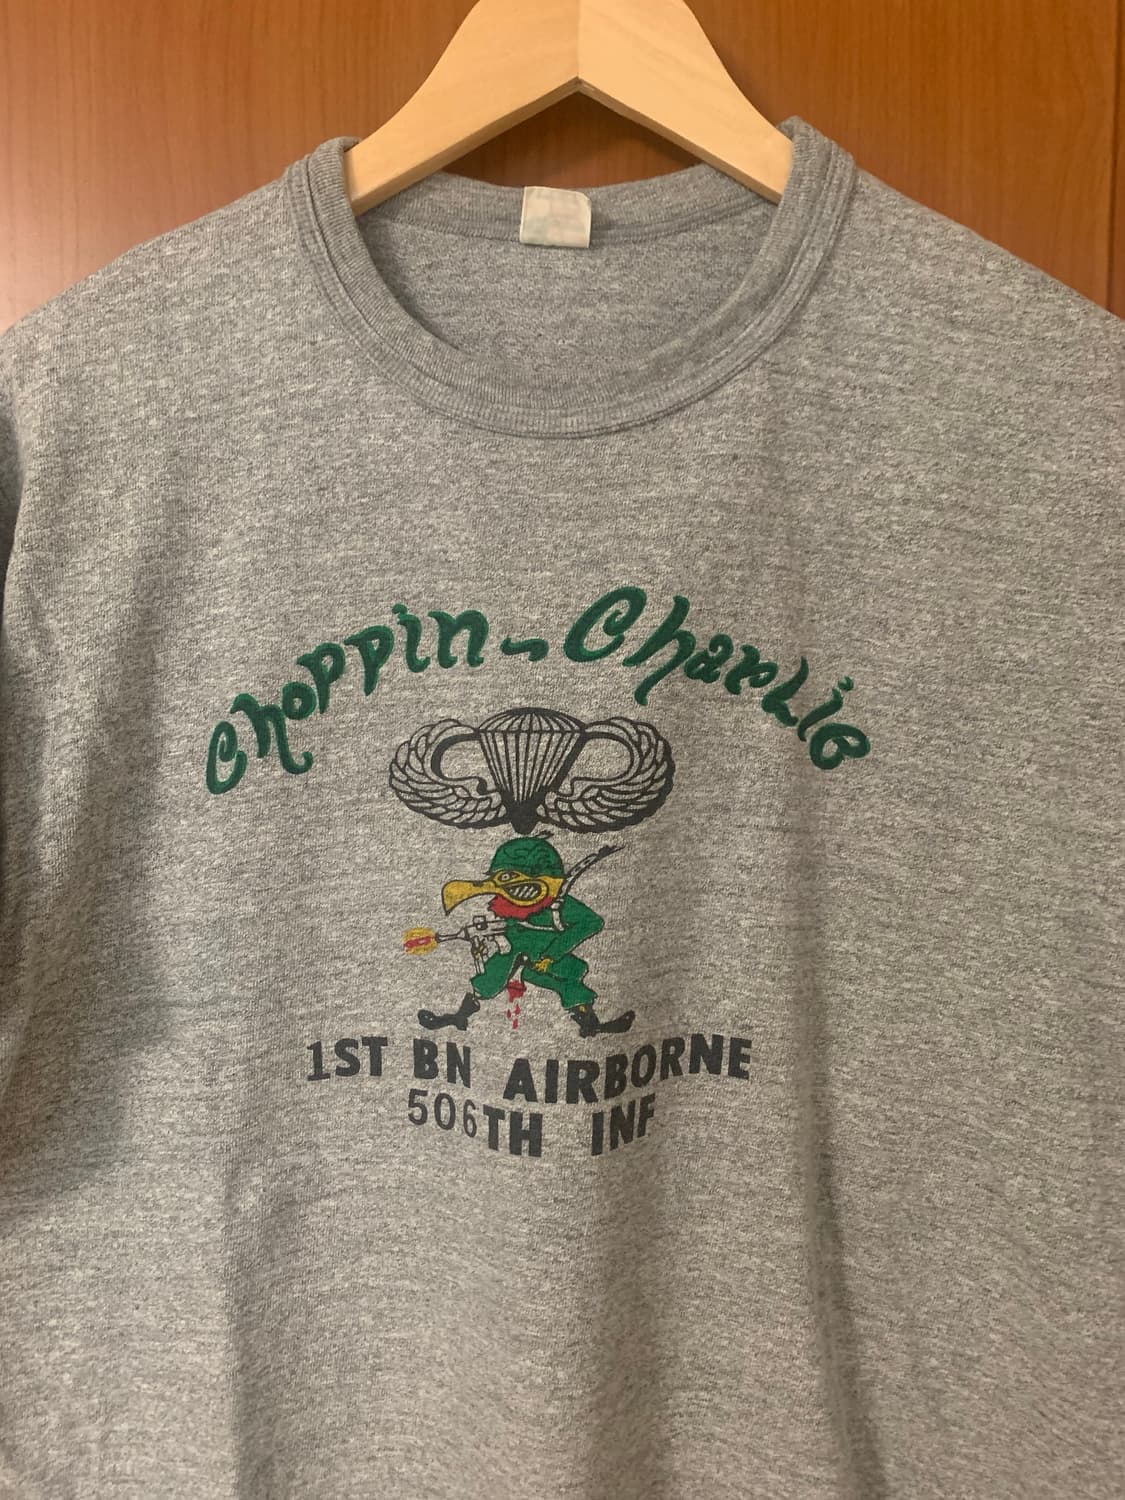 Choppin~Charlie
1ST BN AIRBORNE
506TH INF